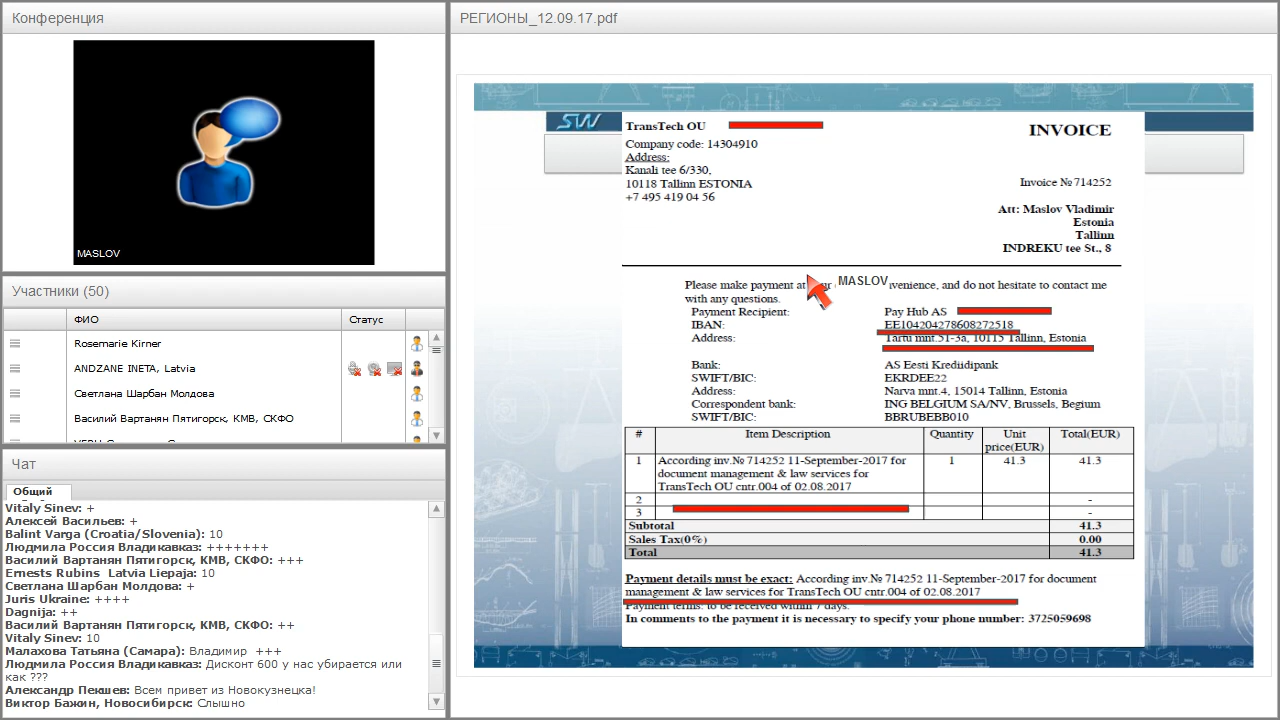 Конференция
MASLOV
Участники (50)
ФИО
Статус
Rosemarie Kirner
ANDZANE INETA, Latvia
Светлана Шарбан Молдова
Василий Вартанян Пятигорск, КМВ, СКФО
Чат
Общий
Vitaly Sinev: +
Алексей Васильев: +
Balint Varga (Croatia/Slovenia): 10
Людмила Россия Владикавказ: +++++++
Василий Вартанян Пятигорск, КМВ, СКФО: +++
Ernests Rubins Latvia Liepaja: 10
Светлана Шарбан Молдова: +
Juris Ukraine: ++++
Dagnija: ++
Василий Вартанян Пятигорск, КМВ, СКФО: ++
Vitaly Sinev: 10
Малахова Татьяна (Самара): Владимир +++
Людмила Россия Владикавказ: Дисконт 600 у нас убирается или
как ???
Александр Пекшев: Всем привет из Новокузнецка!
Виктор Бажин, Новосибирск: Слышно
РЕГИОНЫ_12.09.17.pdf
SW
TransTech OU
INVOICE
Company code: 14304910
Address:
Kanali tee 6/330,
10118 Tallinn ESTONIA
+7 495 419 04 56
Invoice № 714252
Att: Maslov Vladimir
Estonia
Tallinn
INDREKU tee St., 8
Please make payment at, and do not hesitate to contact me
MASLOV
with any questions.
Payment Recipient: Pay Hub AS
IBAN: EE104204278608272518
Address: Tartu mnt.51-3a, 10115 Tallinn, Estonia
Bank: AS Eesti Krediidipank
SWIFT/BIC: EKRDEE22
Address: Narva mnt.4, 15014 Tallinn, Estonia
Correspondent bank: ING BELGIUM SA/NV, Brussels, Begium
SWIFT/BIC: BBRUBEBB010
# Item Description Quantity Unit price(EUR) Total(EUR)
1 According inv.№ 714252 11-September-2017 for 1 41.3 41.3
document management & law services for
TransTech OU cntr.004 of 02.08.2017
2 -
3 -
Subtotal 41.3
Sales Tax(0%) 0.00
Total 41.3
Payment details must be exact: According inv.№ 714252 11-September-2017 for document
management & law services for TransTech OU cntr.004 of 02.08.2017
Payment terms: to be received within 7 days.
In comments to the payment it is necessary to specify your phone number: 3725059698